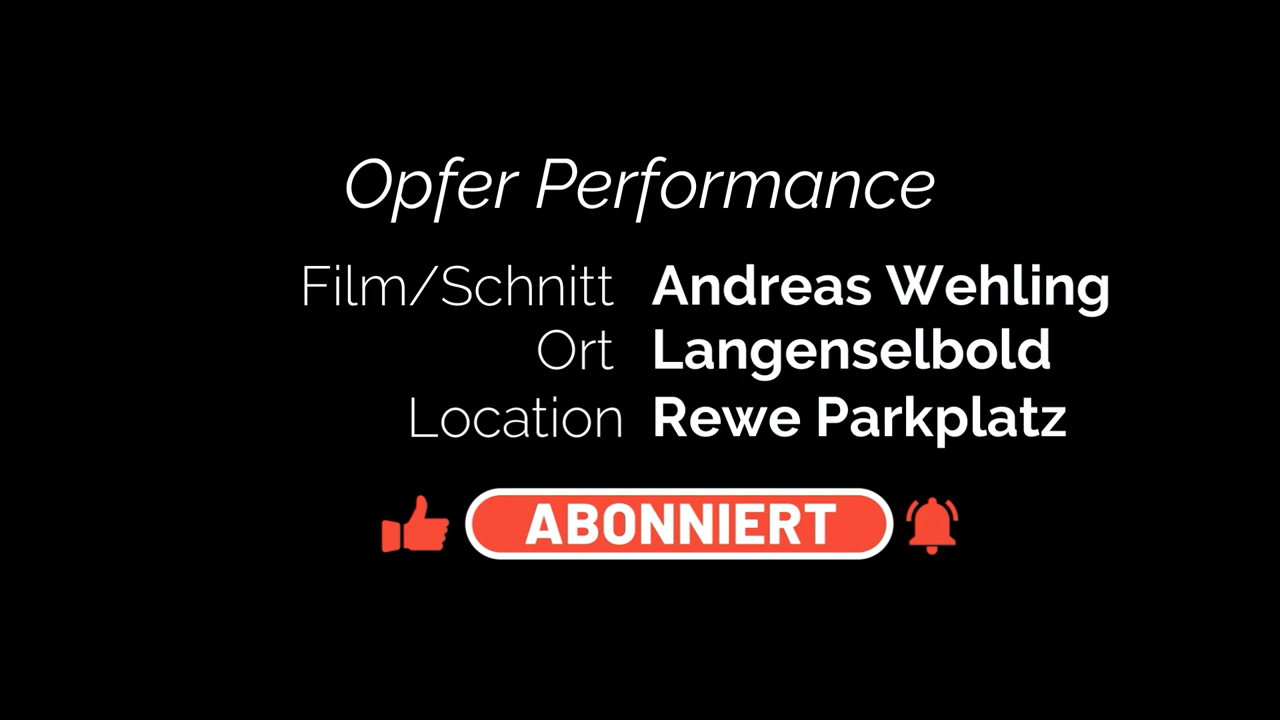 Opfer Performance
Film/Schnitt Andreas Wehling
Ort Langenselbold
Location Rewe Parkplatz
ABONNIERT